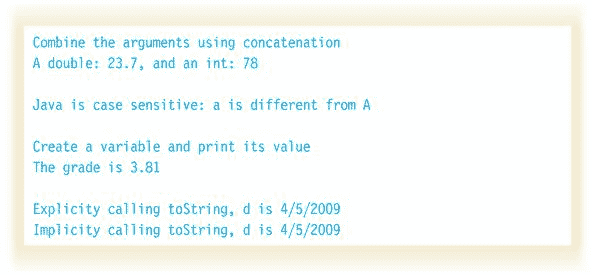 Combine the arguments using concatenation
A double: 23.7, and an int: 78
Java is case sensitive: a is different from A
Create a variable and print its value
The grade is 3.81
Explicity calling toString, d is 4/5/2009
Implicity calling toString, d is 4/5/2009